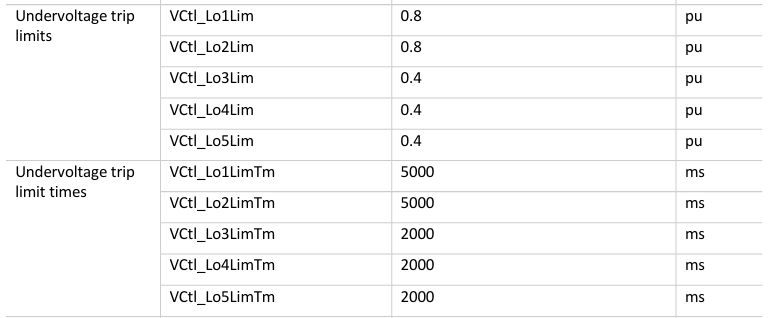 Undervoltage trip limits VCtl_Lo1Lim 0.8 pu
VCtl_Lo2Lim 0.8 pu
VCtl_Lo3Lim 0.4 pu
VCtl_Lo4Lim 0.4 pu
VCtl_Lo5Lim 0.4 pu
Undervoltage trip limit times VCtl_Lo1LimTm 5000 ms
VCtl_Lo2LimTm 5000 ms
VCtl_Lo3LimTm 2000 ms
VCtl_Lo4LimTm 2000 ms
VCtl_Lo5LimTm 2000 ms